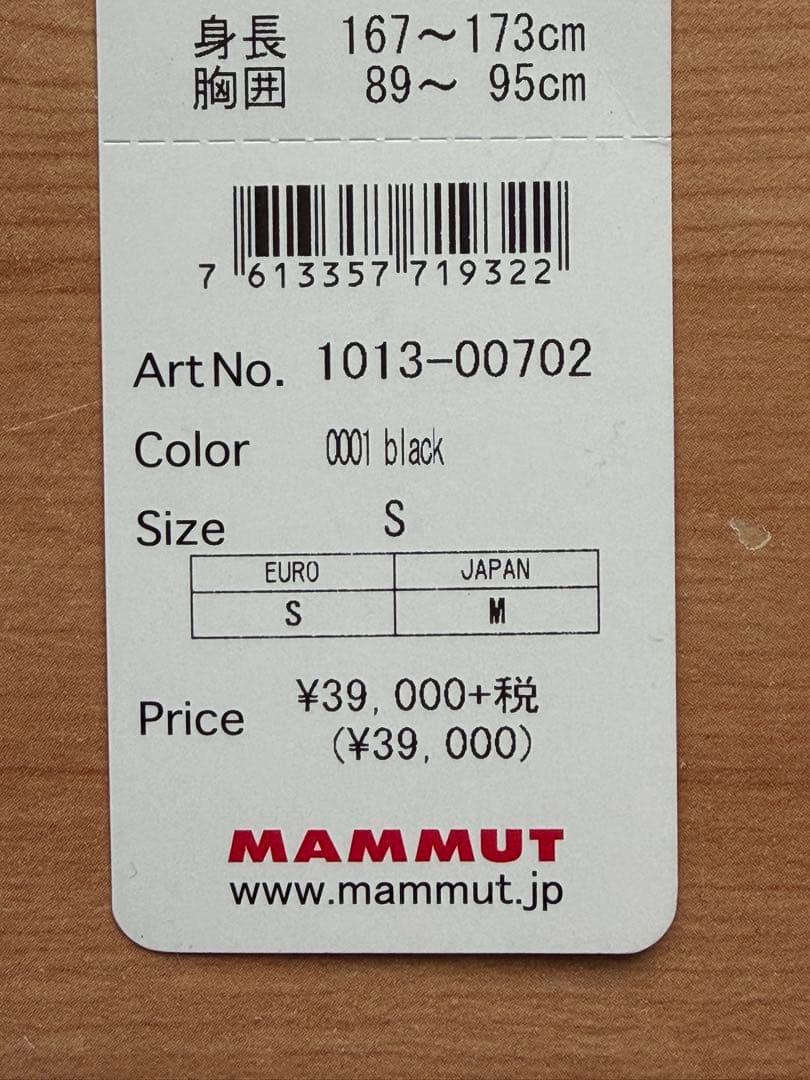 身長 167～173cm
胸囲 89～ 95cm
7 613357 719322
Art No. 1013-00702
Color 0001 black
Size S
EURO JAPAN
S M
Price ¥39,000+税
(¥39,000)
MAMMUT
www.mammut.jp